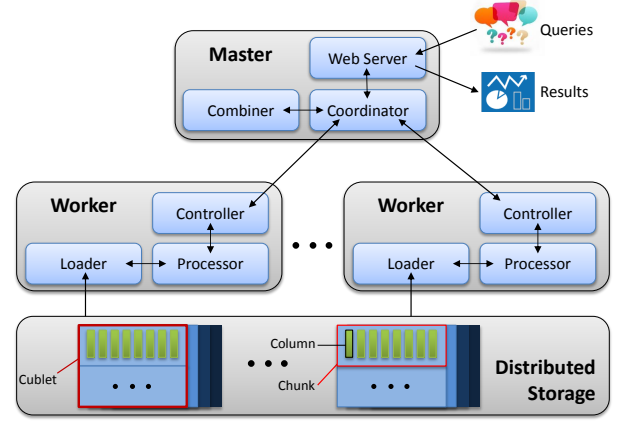 Queries
Master
Web Server
Results
Combiner
Coordinator
Worker
Controller
Loader
Processor
Worker
Controller
Loader
Processor
Column
Cublet
Chunk
Distributed
Storage